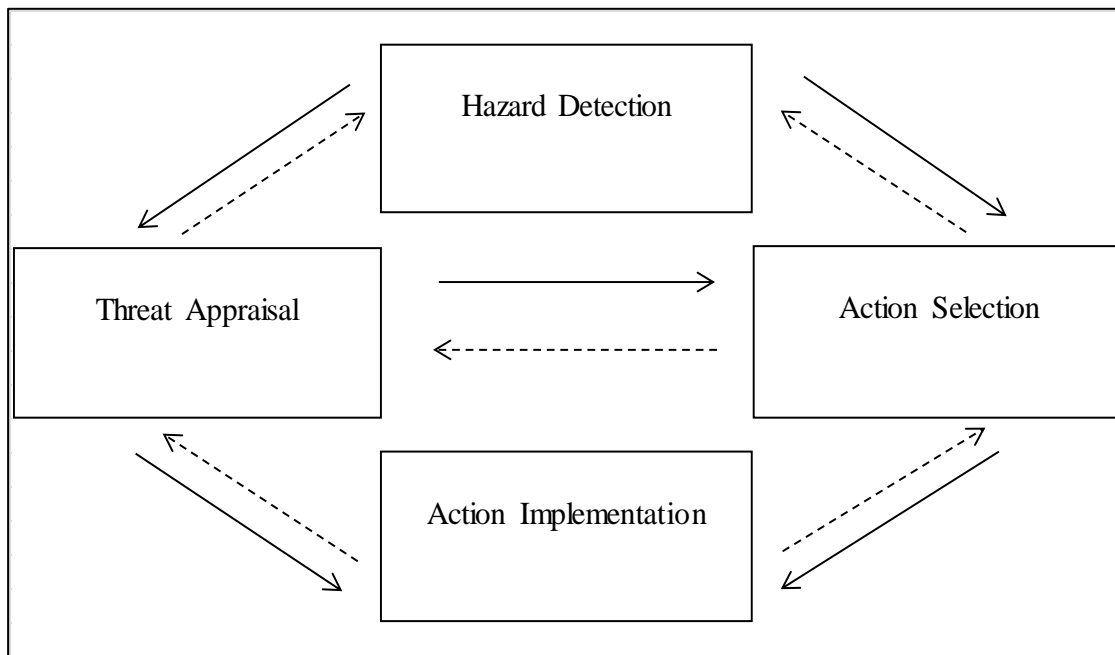 Hazard Detection
Threat Appraisal
Action Selection
Action Implementation